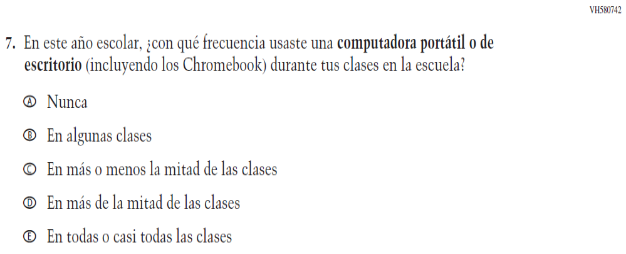 VH580742
7. En este año escolar, ¿con qué frecuencia usaste una computadora portátil o de
escritorio (incluyendo los Chromebook) durante tus clases en la escuela?
A Nunca
B En algunas clases
C En más o menos la mitad de las clases
D En más de la mitad de las clases
E En todas o casi todas las clases